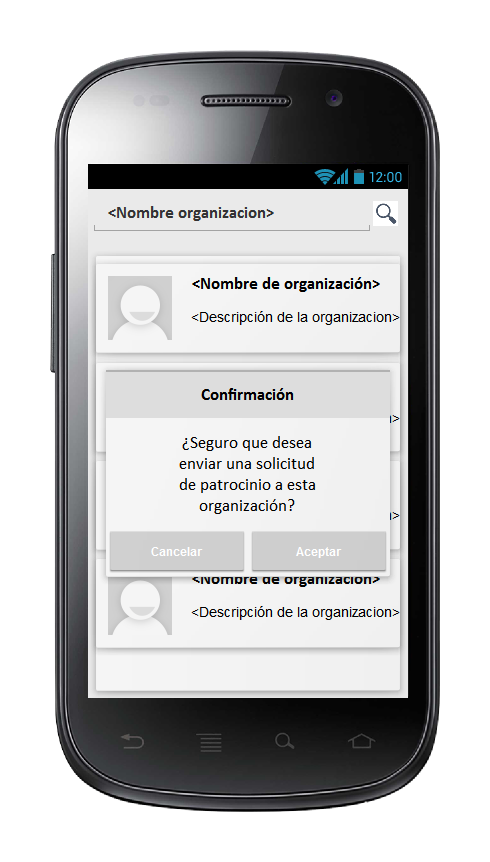 12:00
<Nombre organizacion>
<Nombre de organización>
<Descripción de la organizacion>
Confirmación
¿Seguro que desea
enviar una solicitud
de patrocinio a esta
organización?
Cancelar Aceptar
<Nombre de organización>
<Descripción de la organizacion>